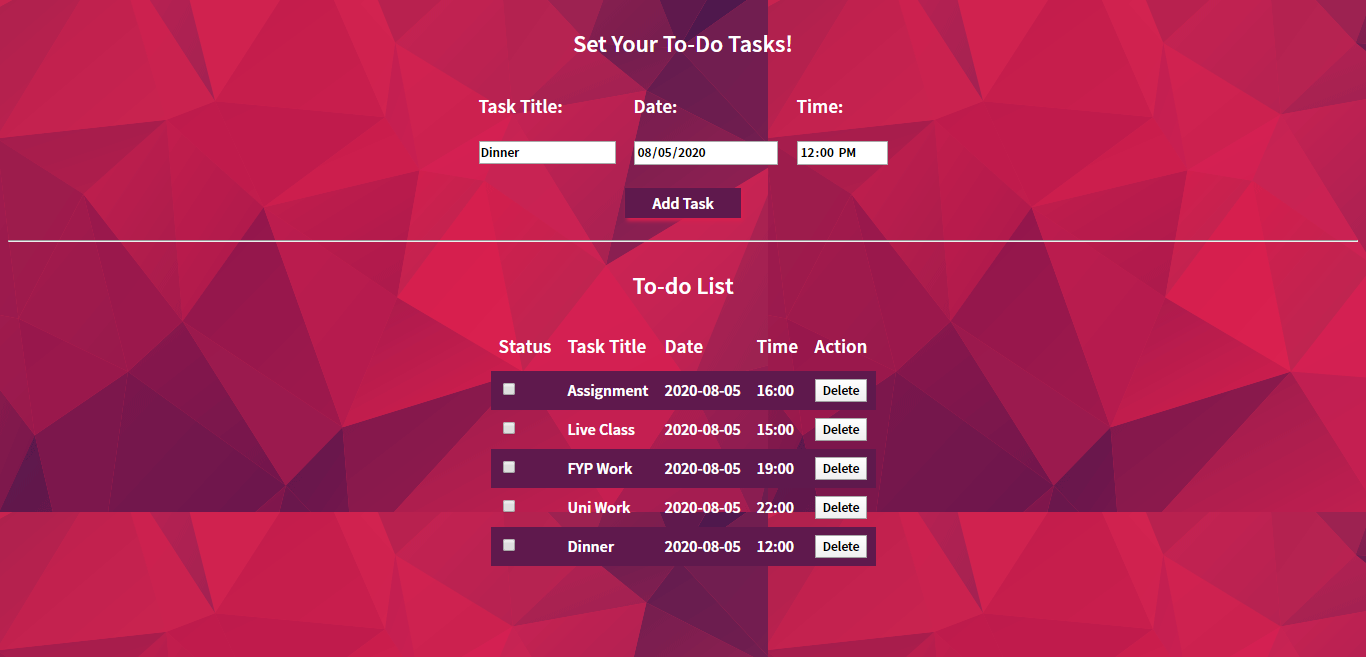 Set Your To-Do Tasks!
Task Title: Date: Time:
Dinner 08/05/2020 12:00 PM
Add Task
To-do List
Status Task Title Date Time Action
Assignment 2020-08-05 16:00 Delete
Live Class 2020-08-05 15:00 Delete
FYP Work 2020-08-05 19:00 Delete
Uni Work 2020-08-05 22:00 Delete
Dinner 2020-08-05 12:00 Delete